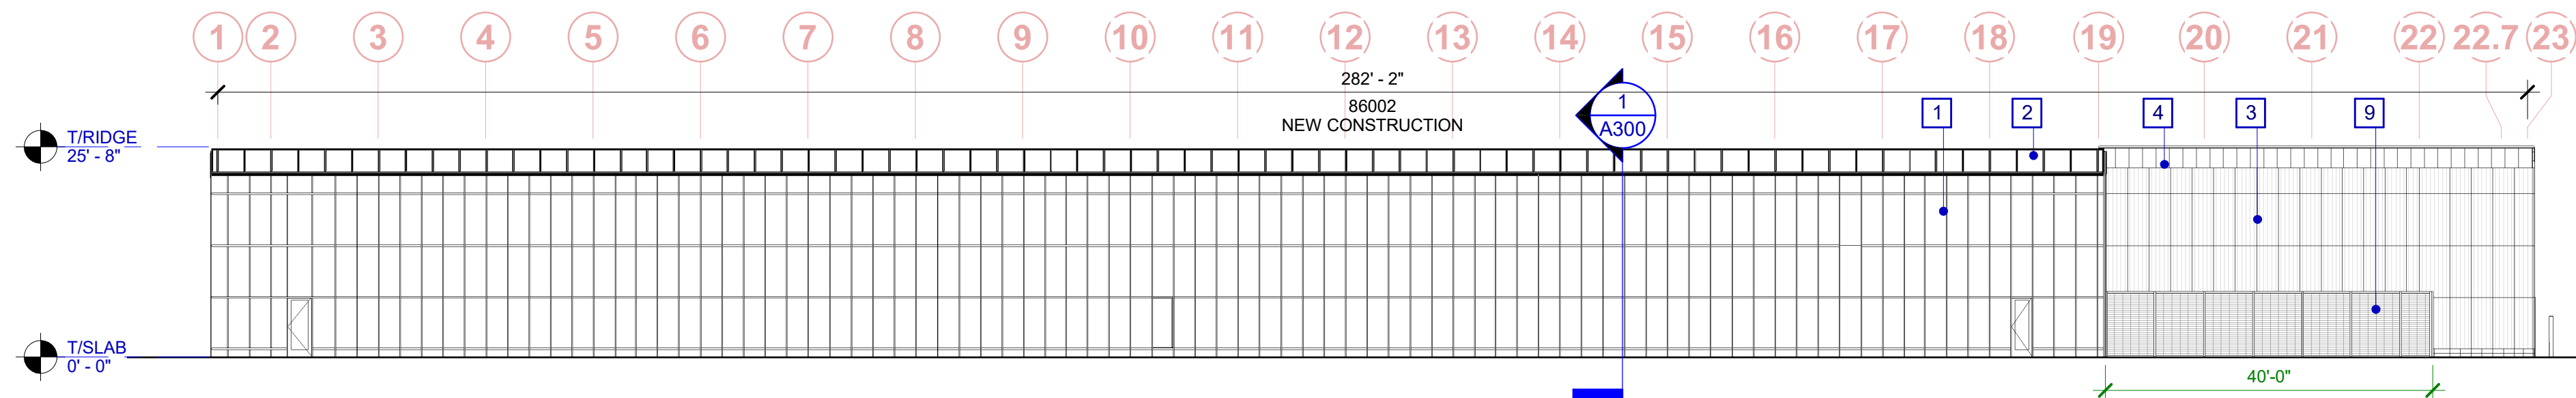 1 2 3 4 5 6 7 8 9 10 11 12 13 14 15 16 17 18 19 20 21 22 22.7 23
282' - 2"
86002
NEW CONSTRUCTION
1
A300
1 2 4 3 9
T/RIDGE
25' - 8"
T/SLAB
0' - 0"
40'-0"